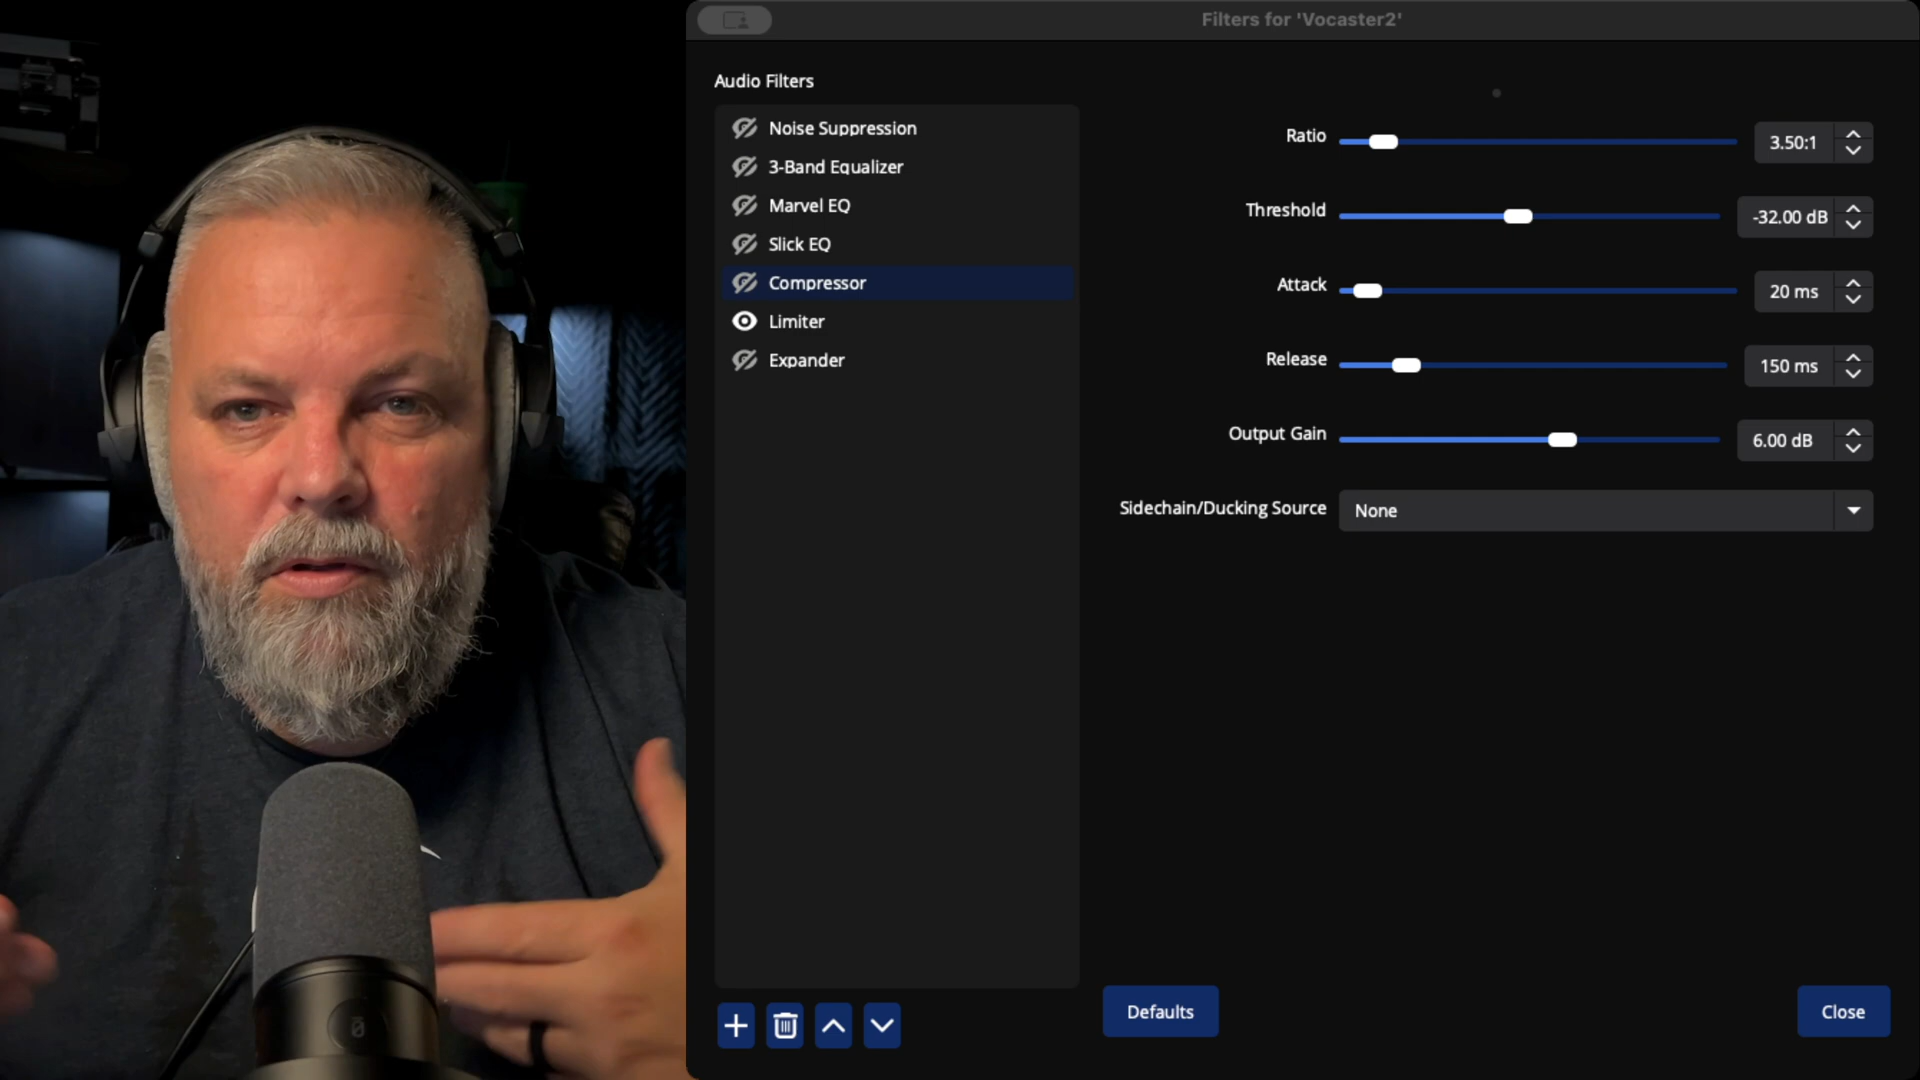 Filters for 'Vocaster2'
Audio Filters
Noise Suppression
3-Band Equalizer
Marvel EQ
Slick EQ
Compressor
Limiter
Expander
Ratio
3.50:1
Threshold
-32.00 dB
Attack
20 ms
Release
150 ms
Output Gain
6.00 dB
Sidechain/Ducking Source
None
Defaults
Close